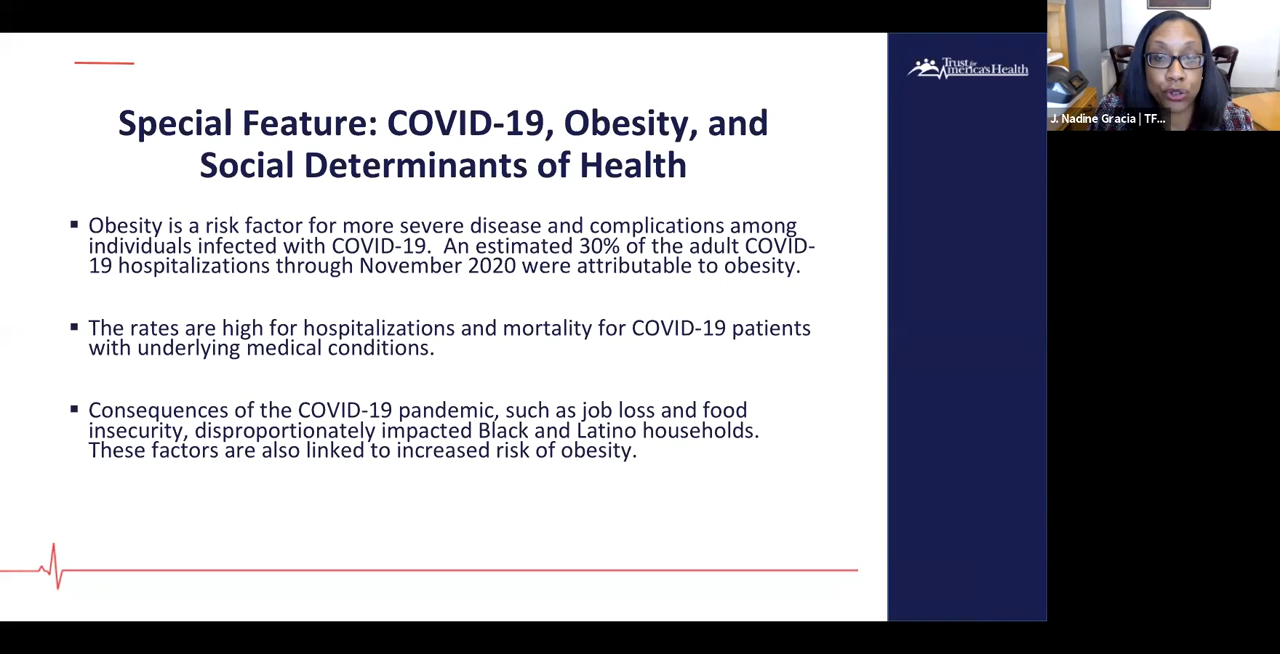 Special Feature: COVID-19, Obesity, and
Social Determinants of Health
▪ Obesity is a risk factor for more severe disease and complications among
individuals infected with COVID-19.  An estimated 30% of the adult COVID-
19 hospitalizations through November 2020 were attributable to obesity.
▪ The rates are high for hospitalizations and mortality for COVID-19 patients
with underlying medical conditions.
▪ Consequences of the COVID-19 pandemic, such as job loss and food
insecurity, disproportionately impacted Black and Latino households.
These factors are also linked to increased risk of obesity.
Trust for
America's Health
J. Nadine Gracia | TF...